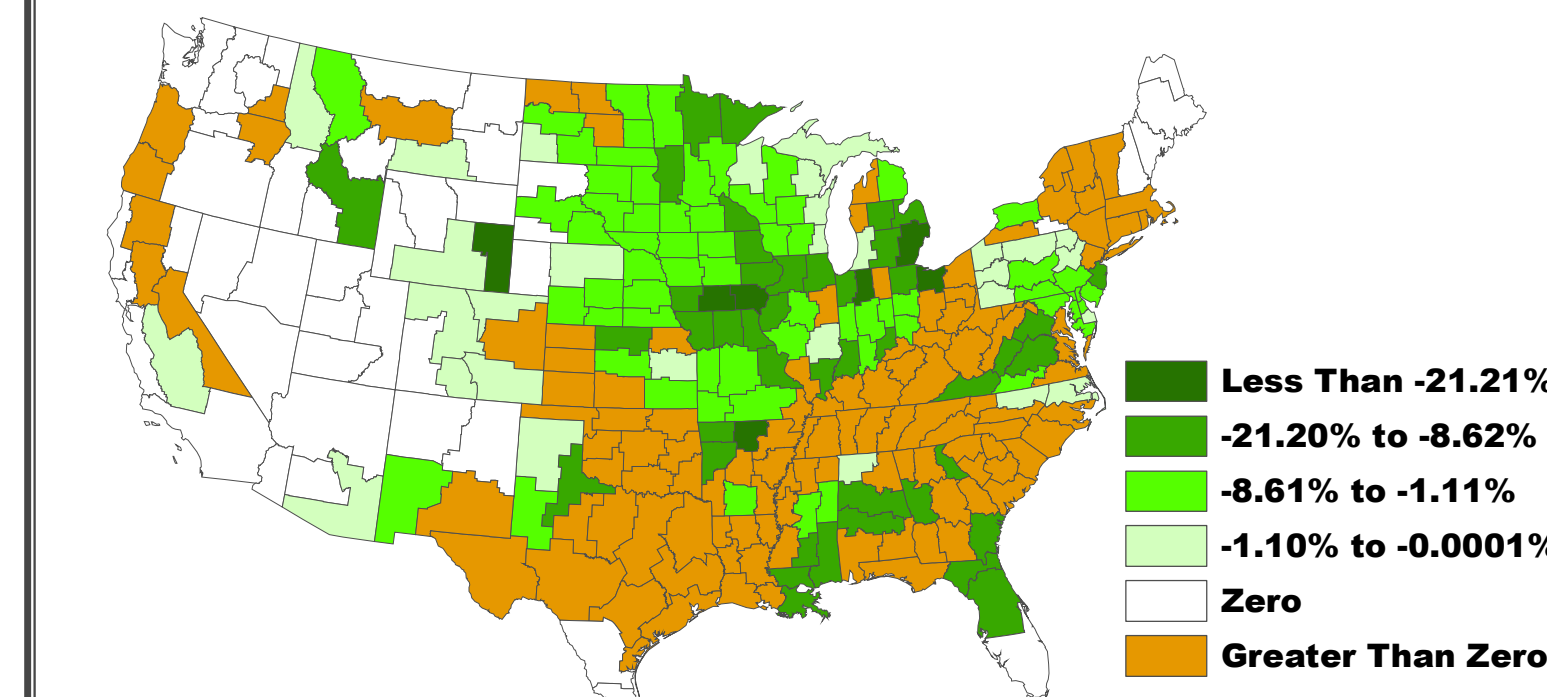 Less Than -21.21%
-21.20% to -8.62%
-8.61% to -1.11%
-1.10% to -0.0001%
Zero
Greater Than Zero